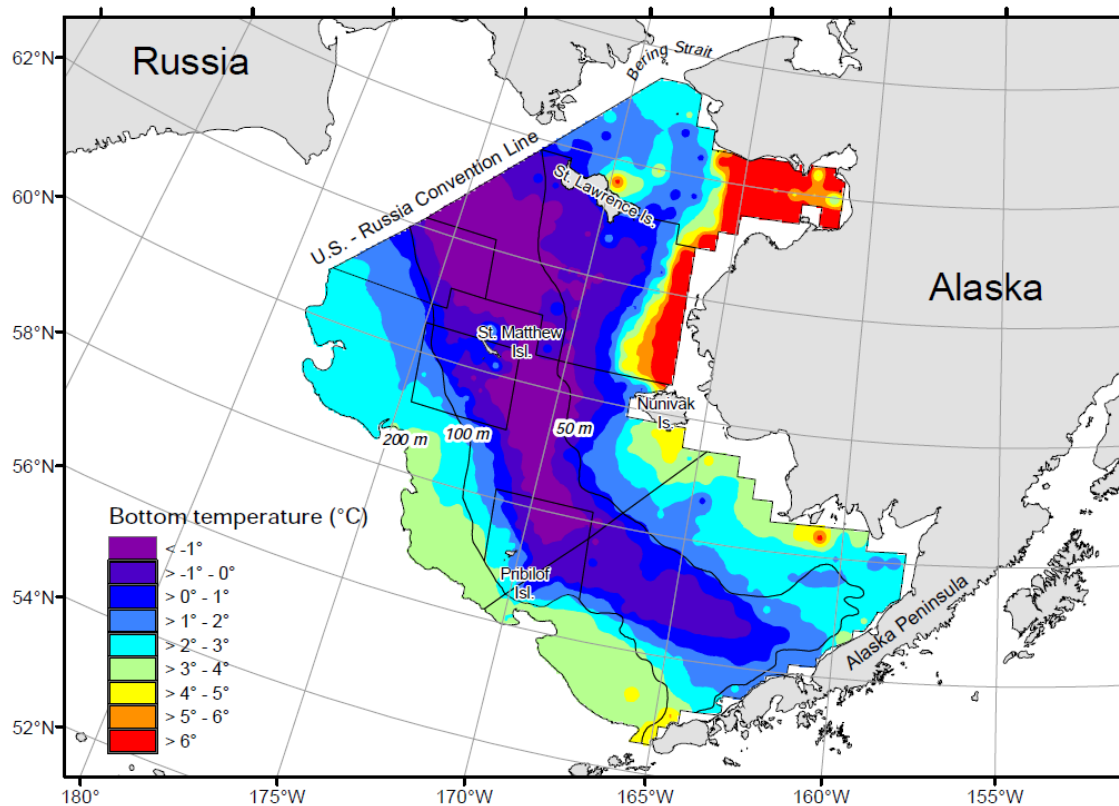 Russia
Bering Strait
U.S. - Russia Convention Line
St. Lawrence Is.
Alaska
St. Matthew
Isl.
Nunivak
Is.
200 m
100 m
50 m
Pribilof
Isl.
Alaska Peninsula
62°N
60°N
58°N
56°N
54°N
52°N
Bottom temperature (°C)
< -1°
> -1° - 0°
> 0° - 1°
> 1° - 2°
> 2° - 3°
> 3° - 4°
> 4° - 5°
> 5° - 6°
> 6°
180°
175°W
170°W
165°W
160°W
155°W